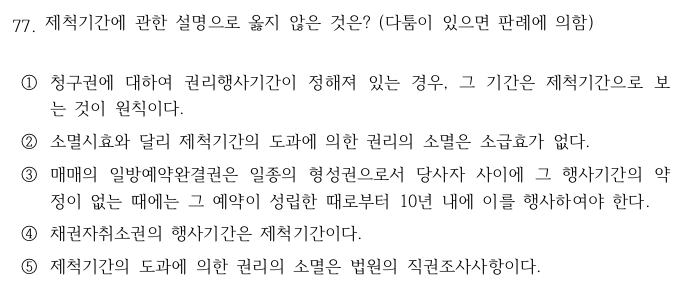 77. 제척기간에 관한 설명으로 옳지 않은 것은? (다툼이 있으면 판례에 의함)
① 청구권에 대하여 권리행사기간이 정해져 있는 경우, 그 기간은 제척기간으로 보
는 것이 원칙이다.
② 소멸시효와 달리 제척기간의 도과에 의한 권리의 소멸은 소급효가 없다.
③ 매매의 일방예약완결권은 일종의 형성권으로서 당사자 사이에 그 행사기간의 약
정이 없는 때에는 그 예약이 성립한 때로부터 10년 내에 이를 행사하여야 한다.
④ 채권자취소권의 행사기간은 제척기간이다.
⑤ 제척기간의 도과에 의한 권리의 소멸은 법원의 직권조사사항이다.